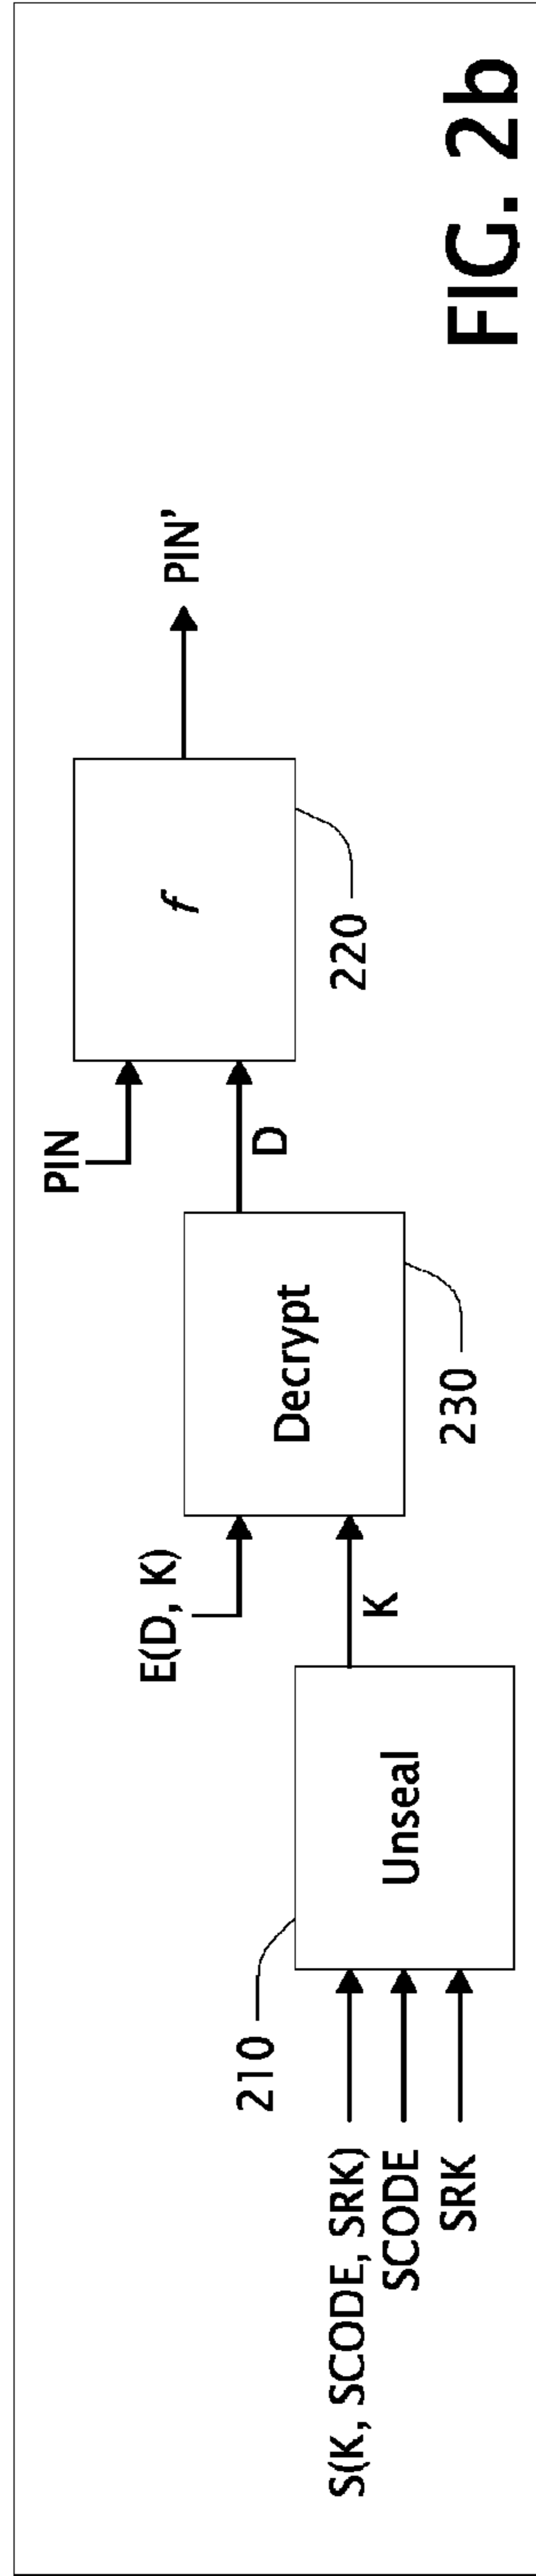 S(K, SCODE, SRK)
SCODE
SRK
210
Unseal
K
E(D, K)
Decrypt
230
D
PIN
f
220
PIN’
FIG. 2b